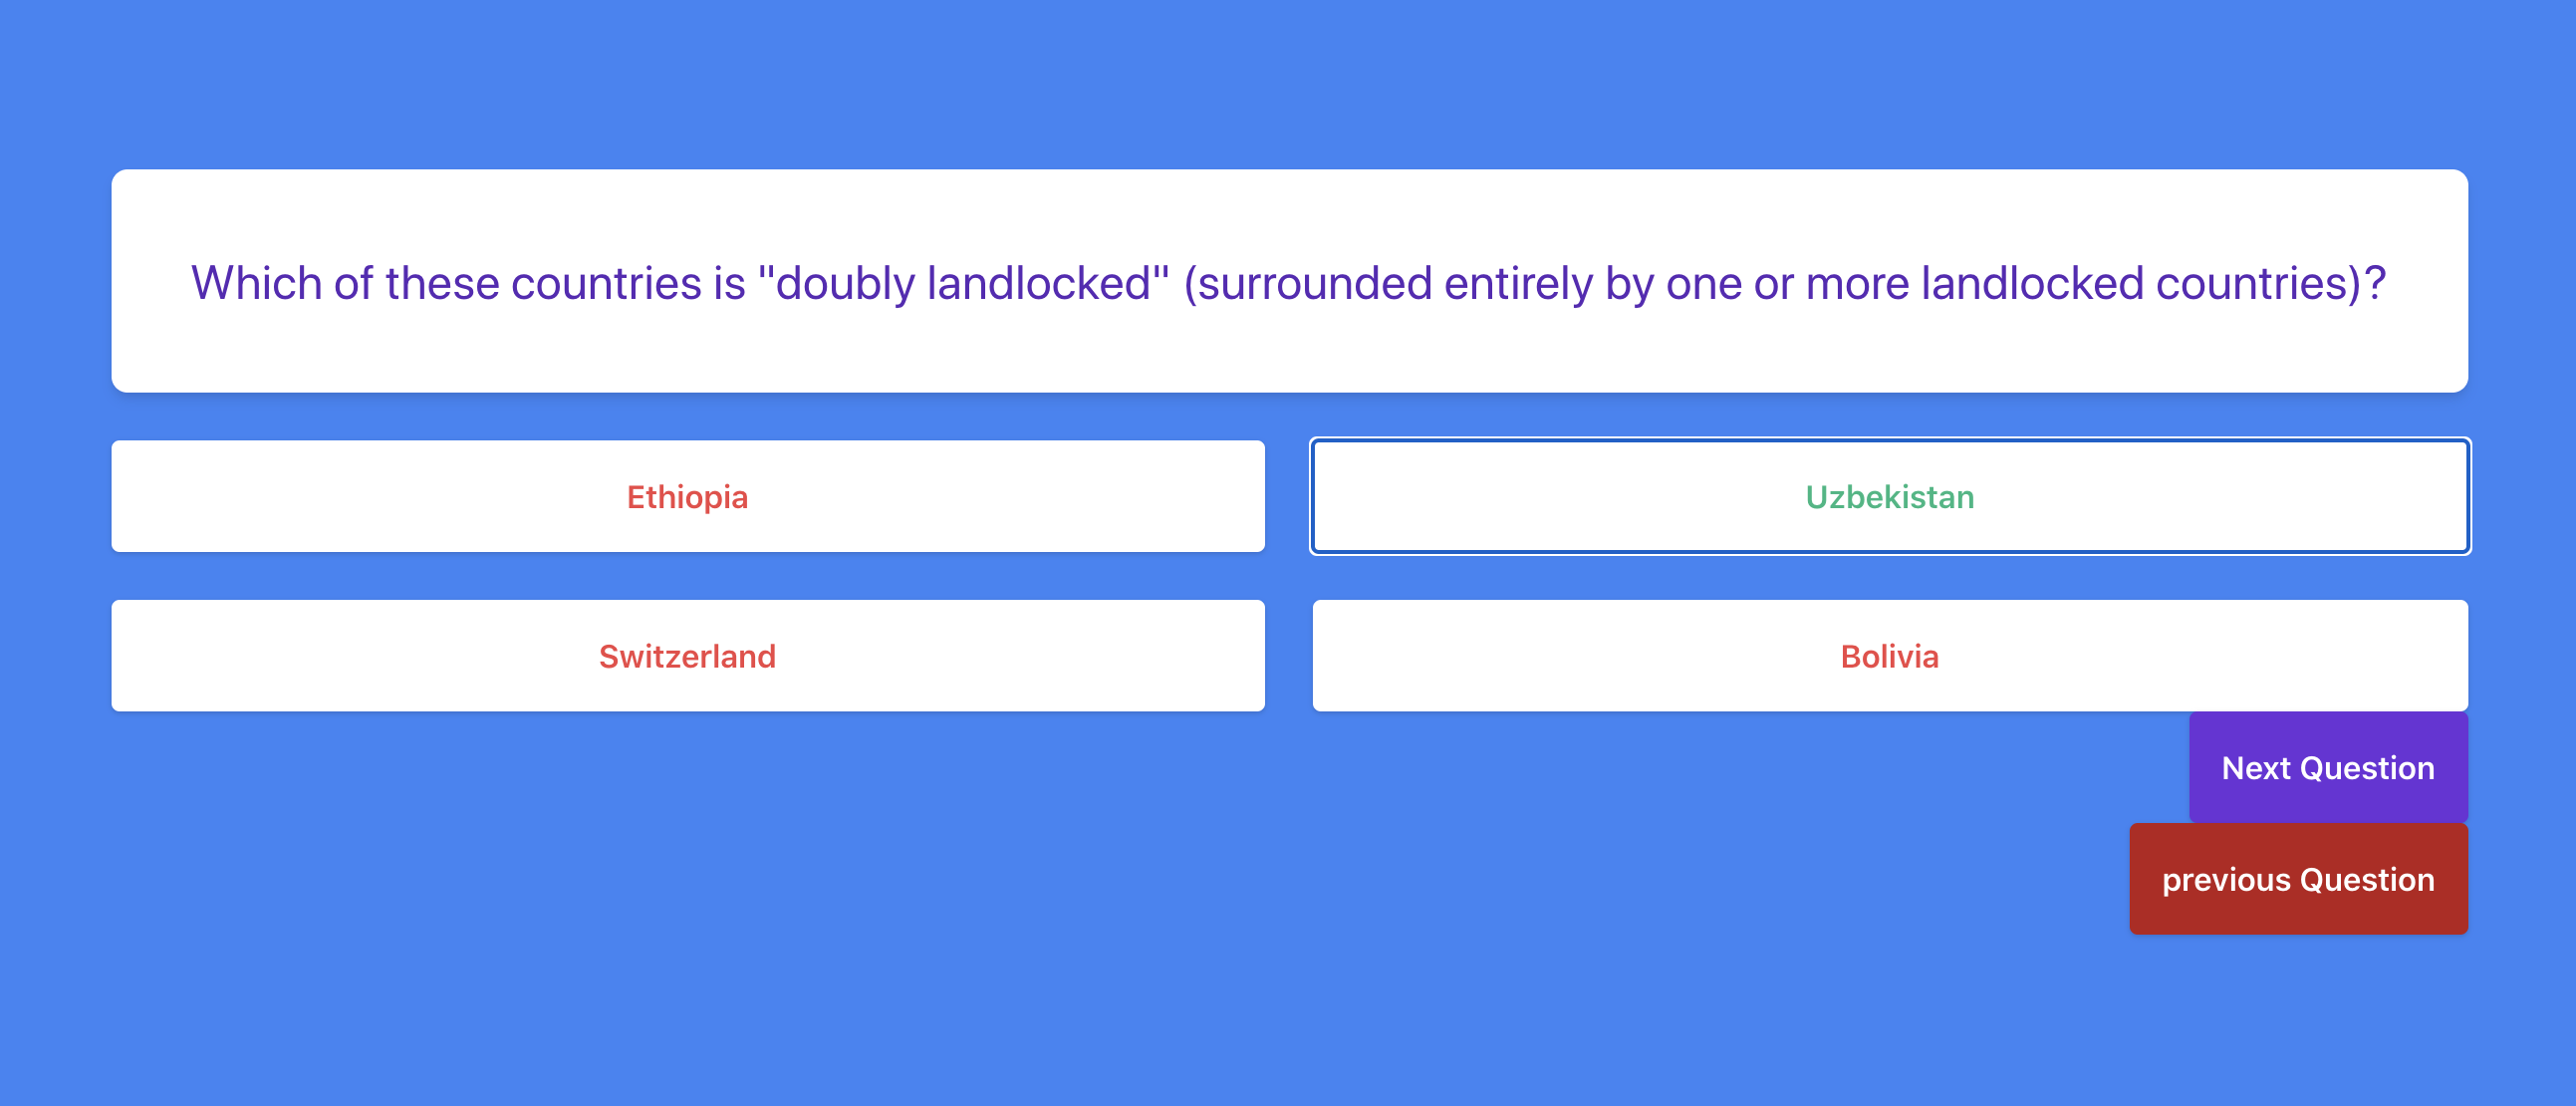 Which of these countries is "doubly landlocked" (surrounded entirely by one or more landlocked countries)?
Ethiopia
Uzbekistan
Switzerland
Bolivia
Next Question
previous Question